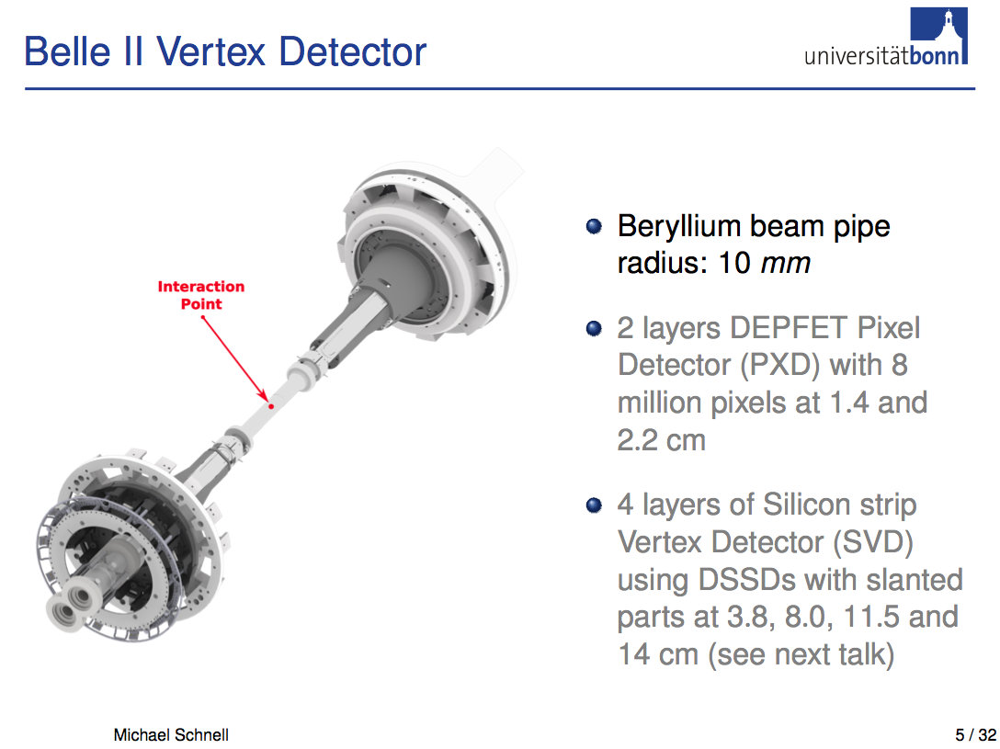 Belle II Vertex Detector
universitätbonn
Interaction
Point
Beryllium beam pipe
radius: 10 mm
2 layers DEPFET Pixel
Detector (PXD) with 8
million pixels at 1.4 and
2.2 cm
4 layers of Silicon strip
Vertex Detector (SVD)
using DSSDs with slanted
parts at 3.8, 8.0, 11.5 and
14 cm (see next talk)
Michael Schnell
5 / 32